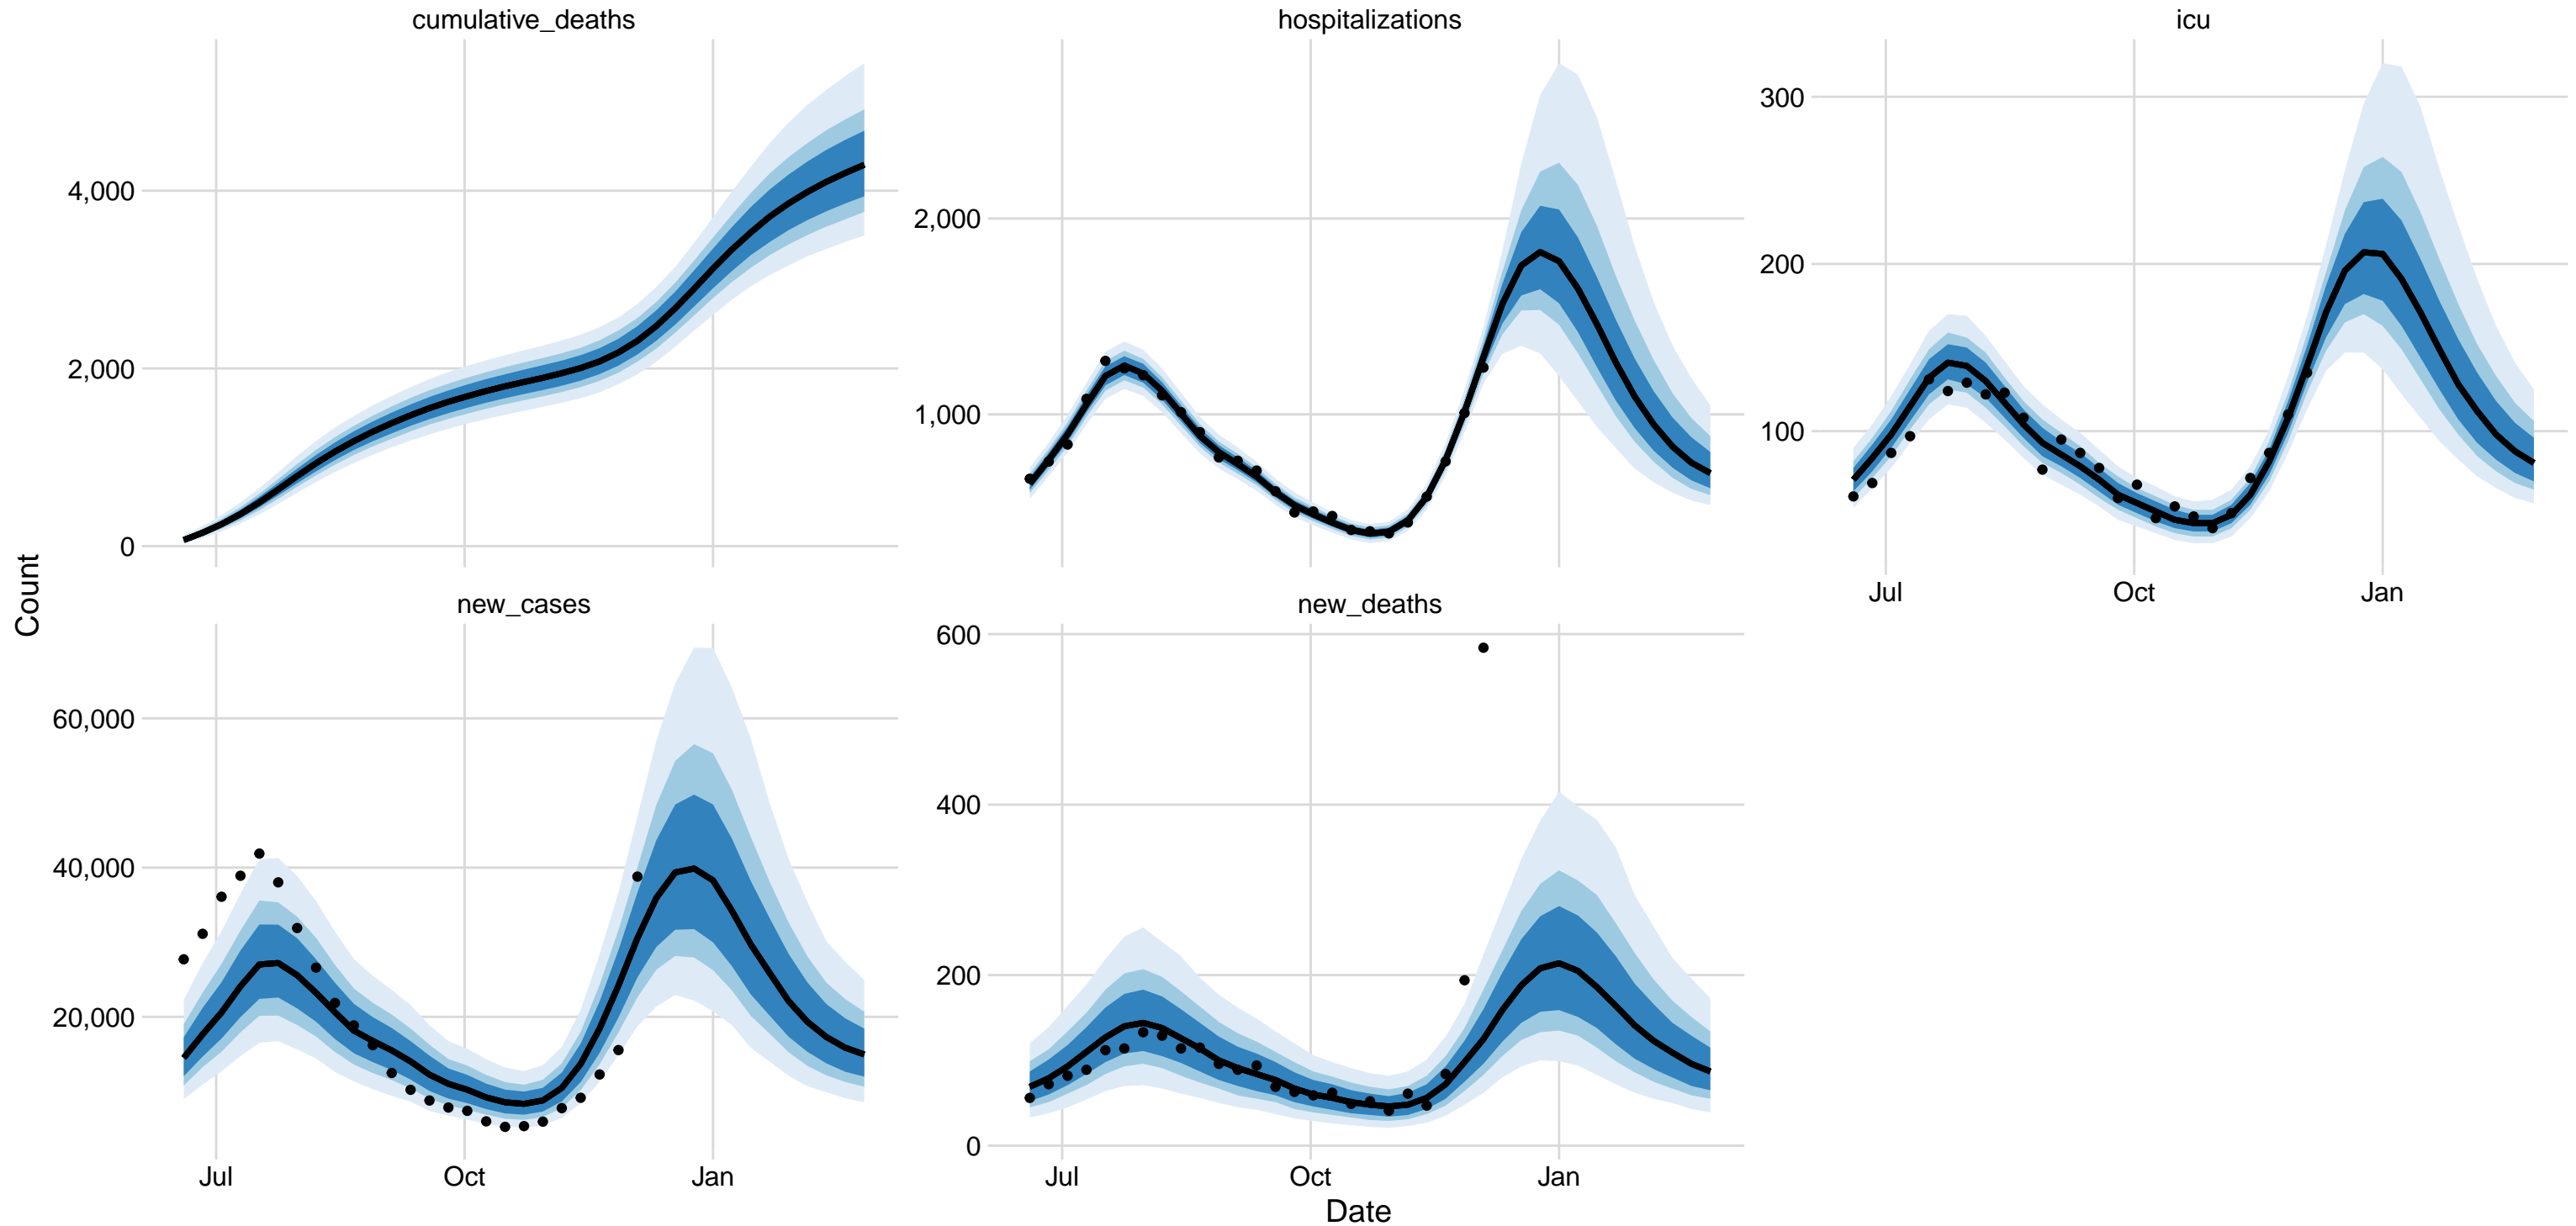 cumulative_deaths
hospitalizations
icu
4,000
2,000
0
2,000
1,000
300
200
100
Jul
Oct
Jan
Count
new_cases
new_deaths
60,000
40,000
20,000
600
400
200
0
Jul
Oct
Jan
Jul
Oct
Jan
Date